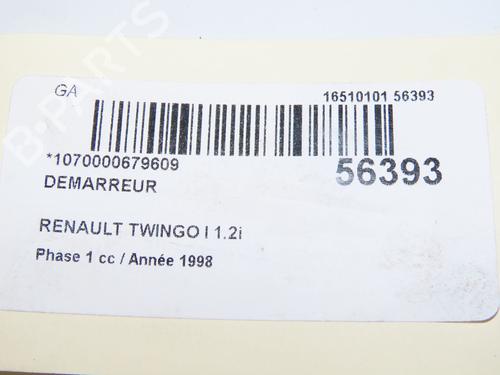 GA
16510101 56393
*1070000679609
56393
DEMARREUR
RENAULT TWINGO I 1.2i
Phase 1 cc / Année 1998
B-PARTS